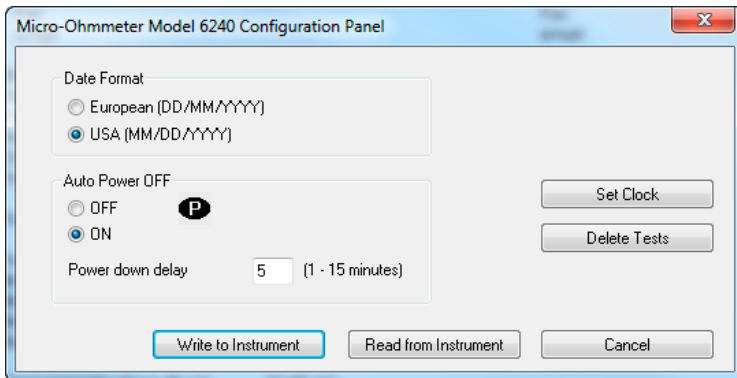 Micro-Ohmmeter Model 6240 Configuration Panel
Date Format
European (DD/MM/YYYY)
USA (MM/DD/YYYY)
Auto Power OFF
OFF
P
ON
Power down delay 5 (1 - 15 minutes)
Set Clock
Delete Tests
Write to Instrument Read from Instrument Cancel